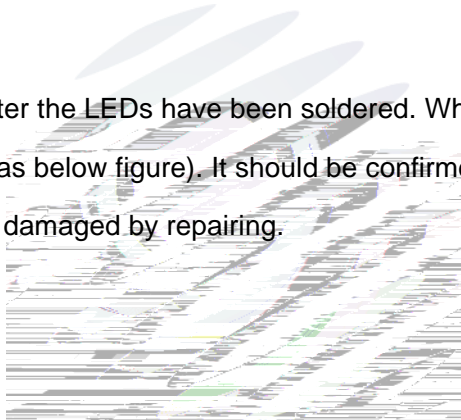 ter the LEDs have been soldered. Wh
as below figure). It should be confirme
damaged by repairing.